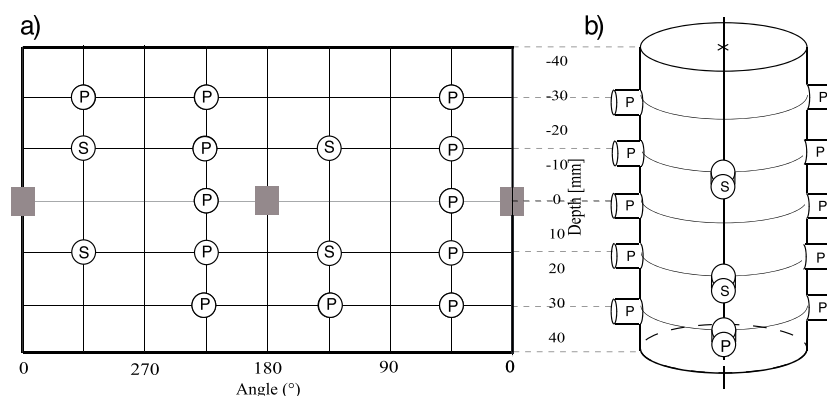 a)
b)
-40
P P P -30 P P
-20
S P S P P P
-10
S
P P 0 P P
Depth [mm]
10
S P S P P P
20
S
P P P 30 P P
40
P
0 270 180 90 0
Angle (°)